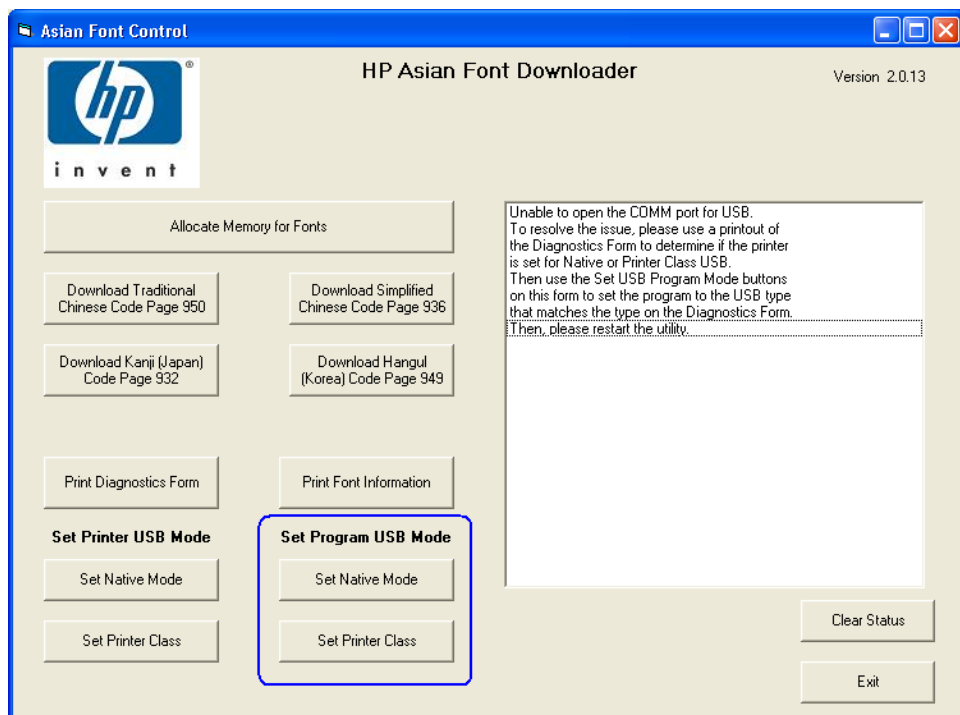 Asian Font Control
hp
®
invent
HP Asian Font Downloader
Version 2.0.13
Allocate Memory for Fonts
Download Traditional
Chinese Code Page 950
Download Simplified
Chinese Code Page 936
Download Kanji (Japan)
Code Page 932
Download Hangul
(Korea) Code Page 949
Print Diagnostics Form
Print Font Information
Set Printer USB Mode
Set Program USB Mode
Set Native Mode
Set Native Mode
Set Printer Class
Set Printer Class
Unable to open the COMM port for USB.
To resolve the issue, please use a printout of
the Diagnostics Form to determine if the printer
is set for Native or Printer Class USB.
Then use the Set USB Program Mode buttons
on this form to set the program to the USB type
that matches the type on the Diagnostics Form.
Then, please restart the utility.
Clear Status
Exit